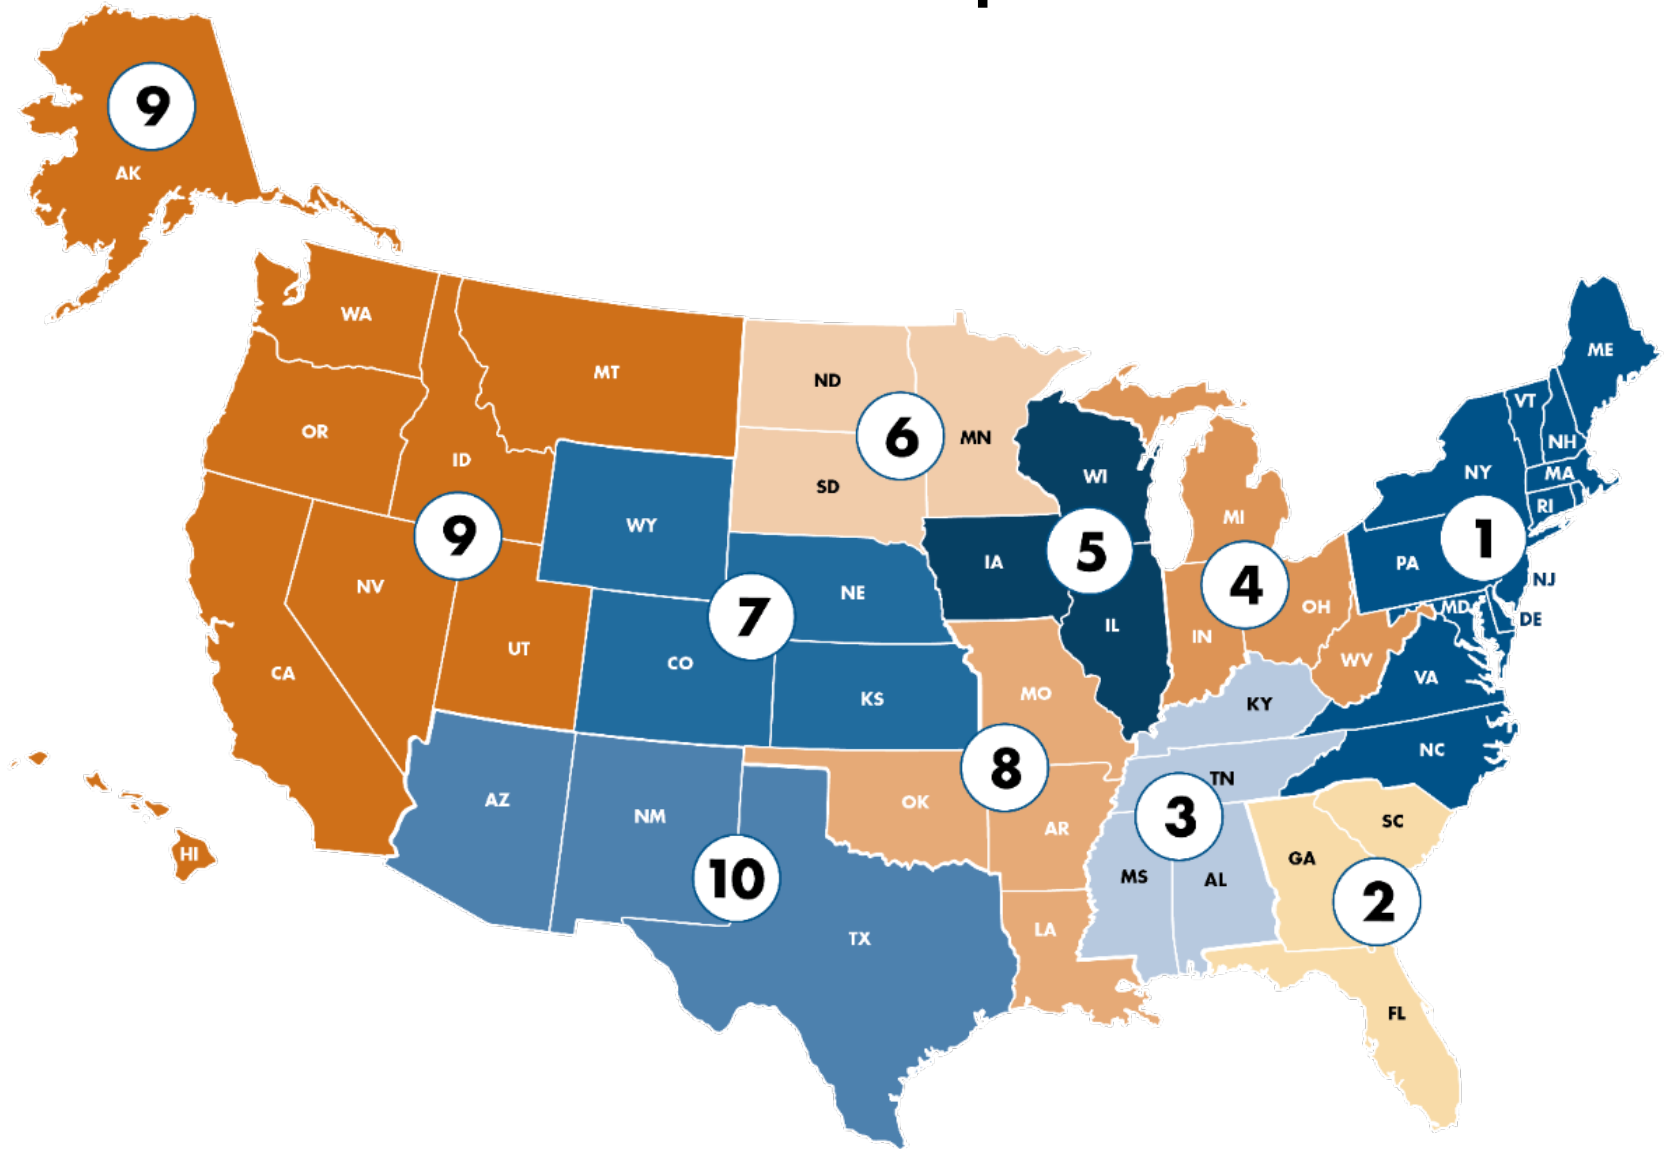 9
AK
WA
MT
ME
ND
VT
OR
6
MN
NH
ID
NY
MA
WI
SD
RI
MI
WY
9
1
5
IA
PA
NJ
NV
4
NE
OH
MD
7
DE
IL
IN
UT
WV
CO
CA
VA
MO
KS
KY
NC
8
TN
AZ
OK
NM
3
SC
AR
HI
GA
MS
AL
10
2
LA
TX
FL